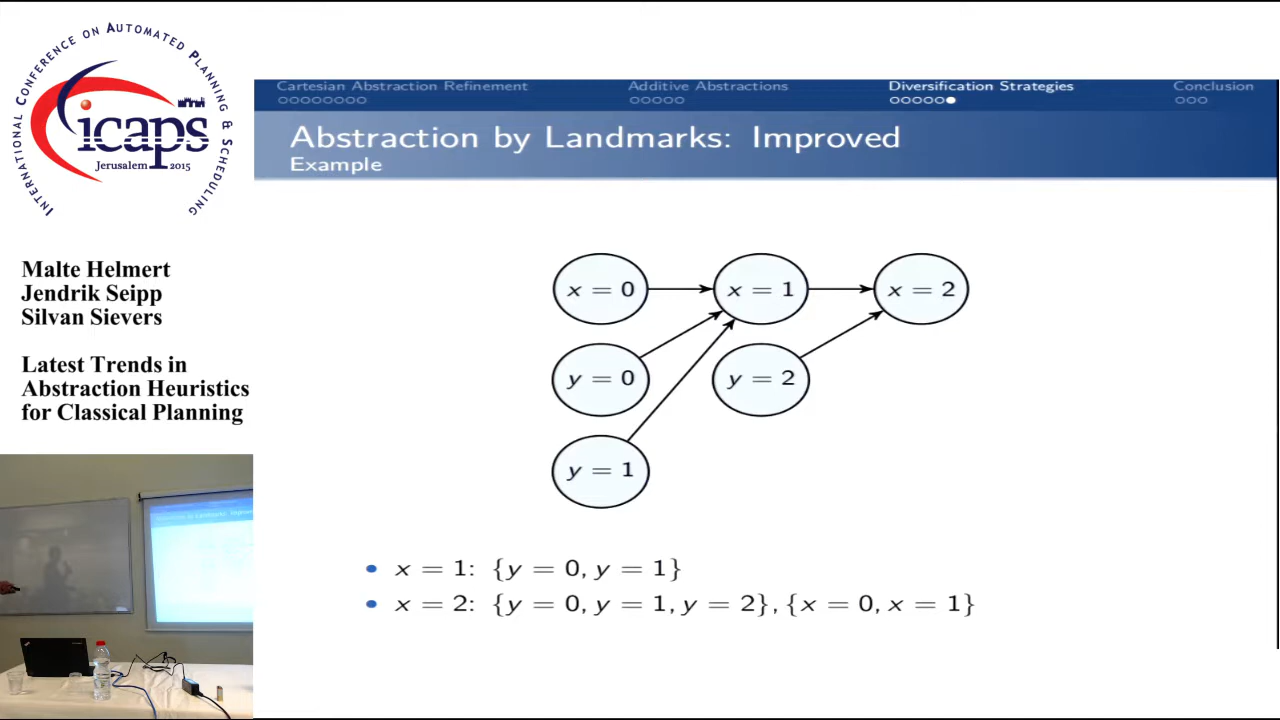 INTERNATIONAL CONFERENCE ON AUTOMATED PLANNING & SCHEDULING
icaps
Jerusalem 2015
Malte Helmert
Jendrik Seipp
Silvan Sievers
Latest Trends in
Abstraction Heuristics
for Classical Planning
Cartesian Abstraction Refinement Additive Abstractions Diversification Strategies Conclusion
Abstraction by Landmarks: Improved
Example
x = 0 x = 1 x = 2
y = 0 y = 2
y = 1
• x = 1: {y = 0, y = 1}
• x = 2: {y = 0, y = 1, y = 2}, {x = 0, x = 1}